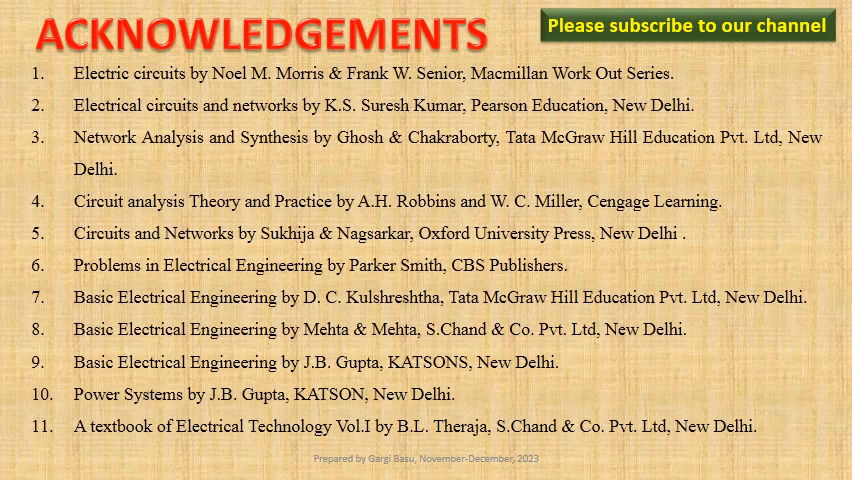 ACKNOWLEDGEMENTS
Please subscribe to our channel
1. Electric circuits by Noel M. Morris & Frank W. Senior, Macmillan Work Out Series.
2. Electrical circuits and networks by K.S. Suresh Kumar, Pearson Education, New Delhi.
3. Network Analysis and Synthesis by Ghosh & Chakraborty, Tata McGraw Hill Education Pvt. Ltd, New
Delhi.
4. Circuit analysis Theory and Practice by A.H. Robbins and W. C. Miller, Cengage Learning.
5. Circuits and Networks by Sukhija & Nagsarkar, Oxford University Press, New Delhi .
6. Problems in Electrical Engineering by Parker Smith, CBS Publishers.
7. Basic Electrical Engineering by D. C. Kulshreshtha, Tata McGraw Hill Education Pvt. Ltd, New Delhi.
8. Basic Electrical Engineering by Mehta & Mehta, S.Chand & Co. Pvt. Ltd, New Delhi.
9. Basic Electrical Engineering by J.B. Gupta, KATSONS, New Delhi.
10. Power Systems by J.B. Gupta, KATSON, New Delhi.
11. A textbook of Electrical Technology Vol.I by B.L. Theraja, S.Chand & Co. Pvt. Ltd, New Delhi.
Prepared by Gargi Basu, November-December, 2023